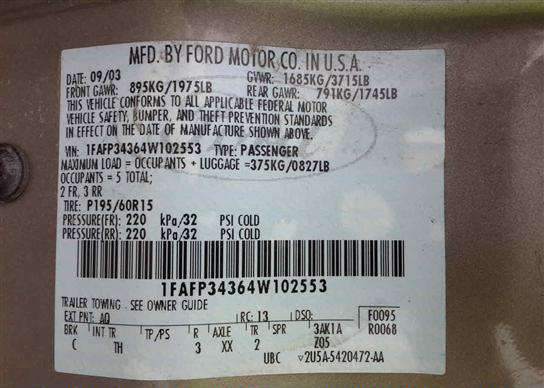 MFD. BY FORD MOTOR CO. IN U.S.A.
DATE: 09/03 GVWR: 1685KG/3715LB
FRONT GAWR: 895KG/1975LB REAR GAWR: 791KG/1745LB
THIS VEHICLE CONFORMS TO ALL APPLICABLE FEDERAL MOTOR
VEHICLE SAFETY, BUMPER, AND THEFT PREVENTION STANDARDS
IN EFFECT ON THE DATE OF MANUFACTURE SHOWN ABOVE.
VIN: 1FAFP34364W102553 TYPE: PASSENGER
MAXIMUM LOAD = OCCUPANTS + LUGGAGE =375KG/0827LB
OCCUPANTS = 5 TOTAL;
2 FR, 3 RR
TIRE: P195/60R15
PRESSURE(FR): 220 kPa/32 PSI COLD
PRESSURE(RR): 220 kPa/32 PSI COLD
1FAFP34364W102553
TRAILER TOWING - SEE OWNER GUIDE
EXT PNT: AQ RC: 13 DSO: F0095
BRK INT TR TP/PS R AXLE TR SPR 3AK1A R0068
C TH 3 XX 2 Z05
UBC ▽2U5A-5420472-AA